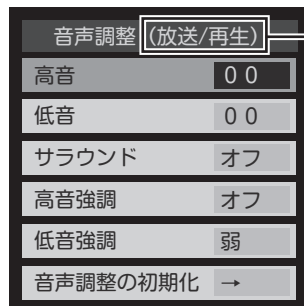 音声調整 (放送/再生)
高音 00
低音 00
サラウンド オフ
高音強調 オフ
低音強調 弱
音声調整の初期化 →